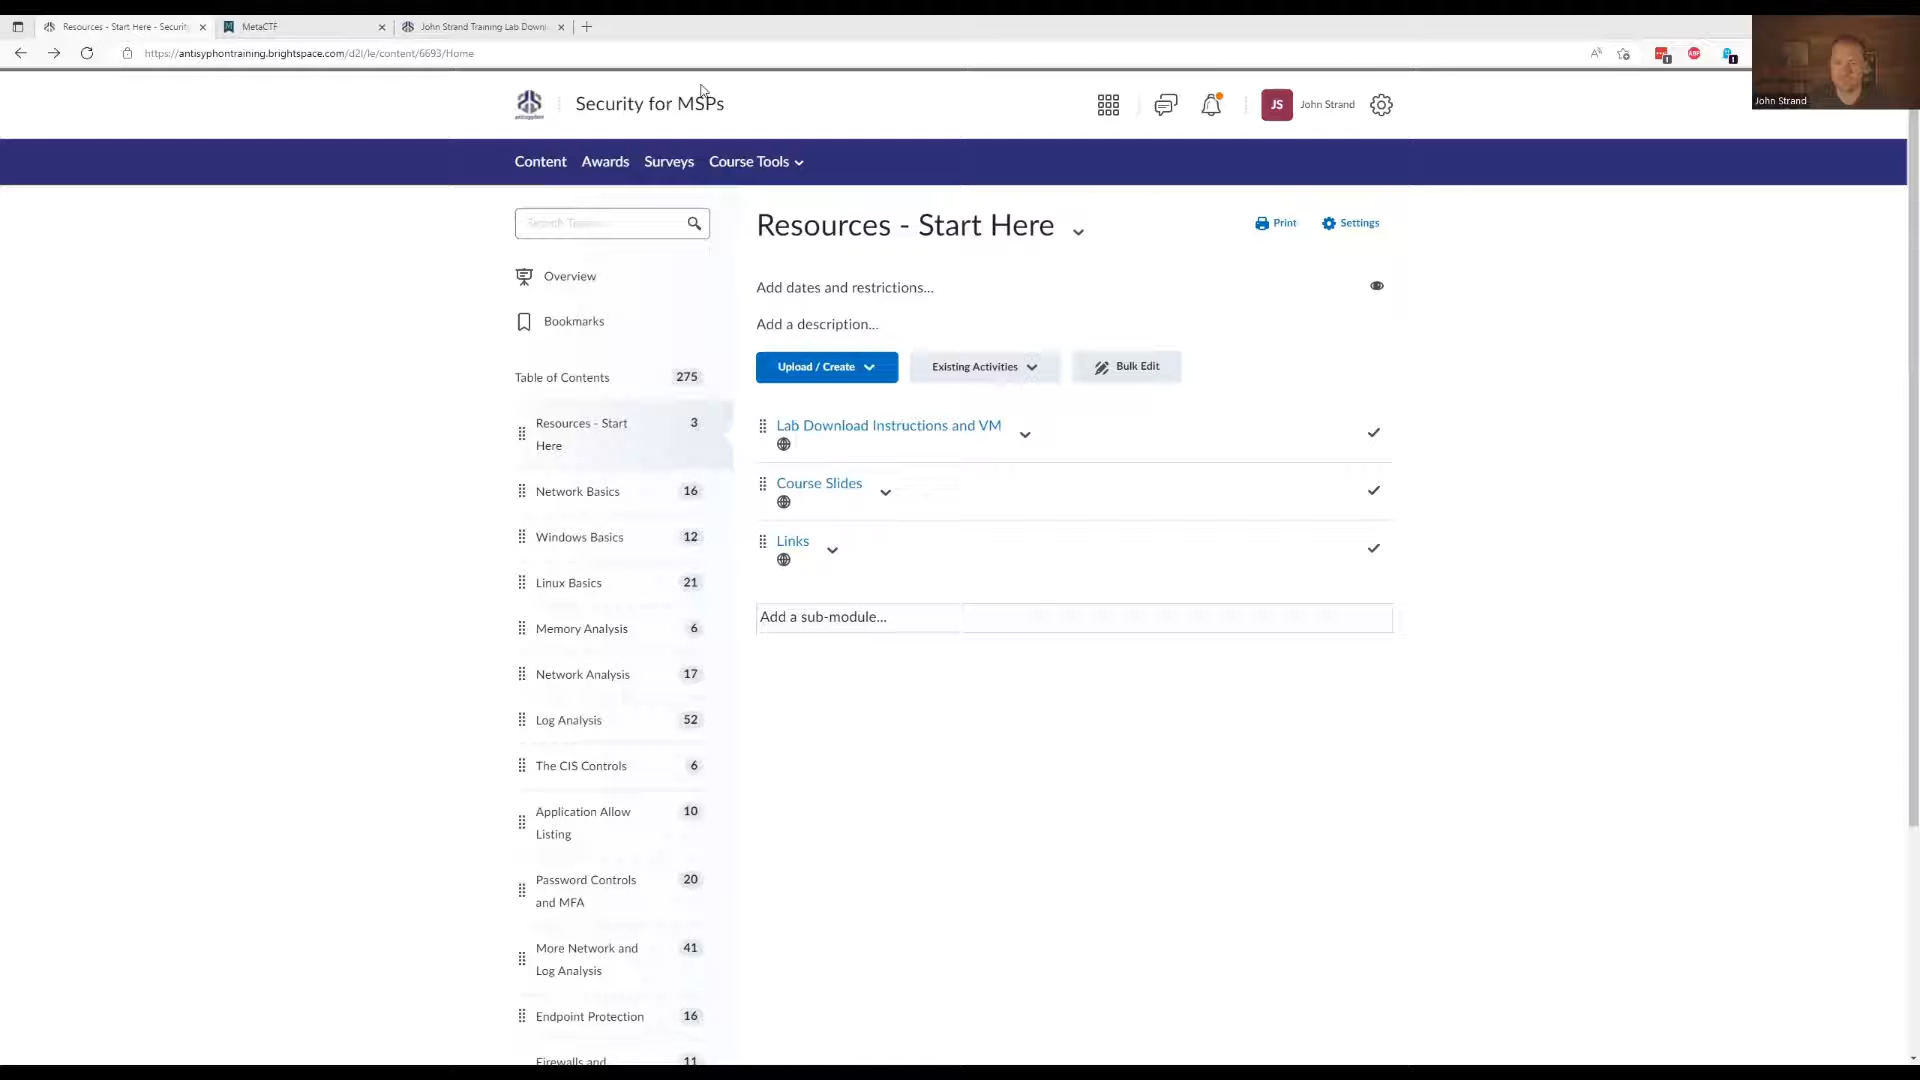 Resources - Start Here - Securit
MetaCTF
John Strand Training Lab Downl
https://antisyphontraining.brightspace.com/d2l/le/content/6693/Home
John Strand
Security for MSPs
JS
John Strand
Content
Awards
Surveys
Course Tools
Resources - Start Here
Print
Settings
Overview
Add dates and restrictions...
Bookmarks
Add a description...
Upload / Create
Existing Activities
Bulk Edit
Table of Contents 275
Resources - Start 3
Here
Network Basics 16
Windows Basics 12
Linux Basics 21
Memory Analysis 6
Network Analysis 17
Log Analysis 52
The CIS Controls 6
Application Allow 10
Listing
Password Controls 20
and MFA
More Network and 41
Log Analysis
Endpoint Protection 16
Firewalls and 11
Lab Download Instructions and VM
Course Slides
Links
Add a sub-module...